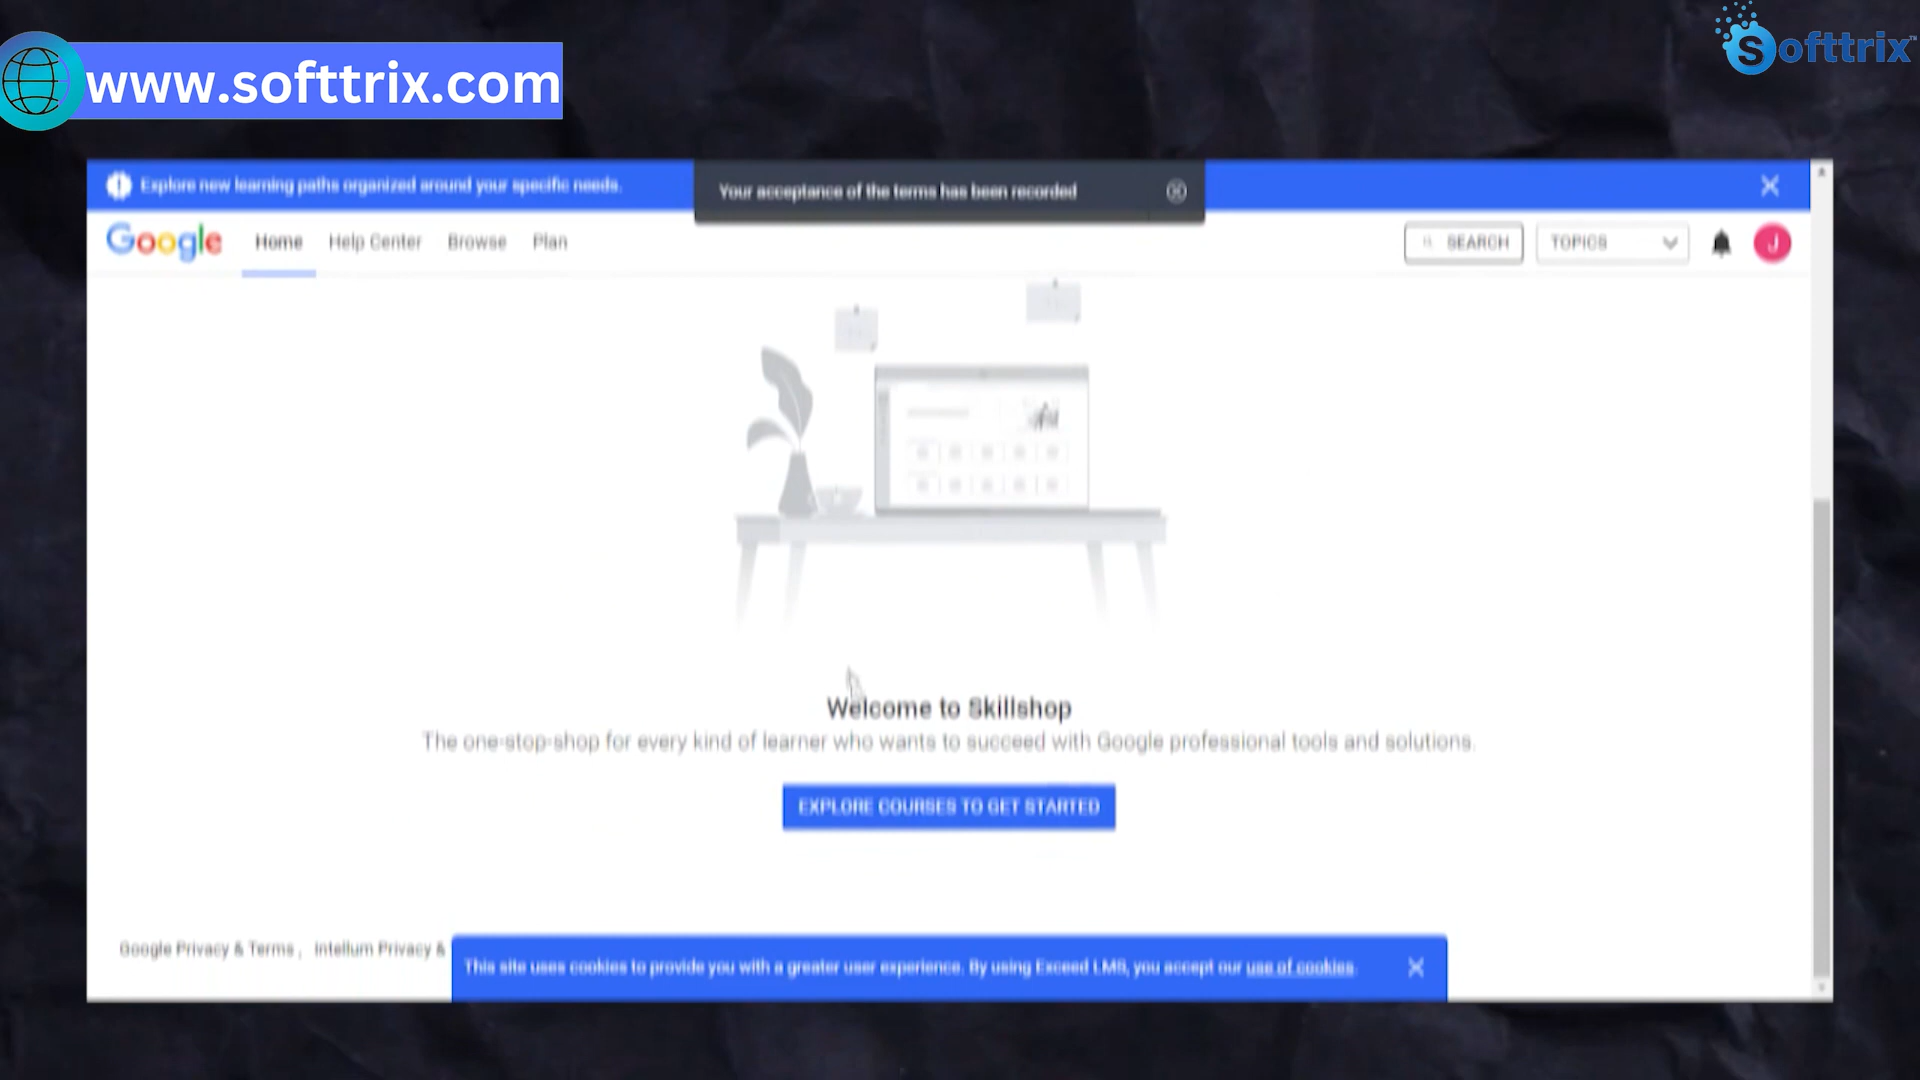 www.softtrix.com
Softtrix™
Explore new learning paths organized around your specific needs.
Your acceptance of the terms has been recorded
Google Home Help Center Browse Plan SEARCH TOPICS J
Welcome to Skillshop
The one-stop-shop for every kind of learner who wants to succeed with Google professional tools and solutions.
EXPLORE COURSES TO GET STARTED
Google Privacy & Terms , Intellum Privacy &
This site uses cookies to provide you with a greater user experience. By using Exceed LMS, you accept our use of cookies.